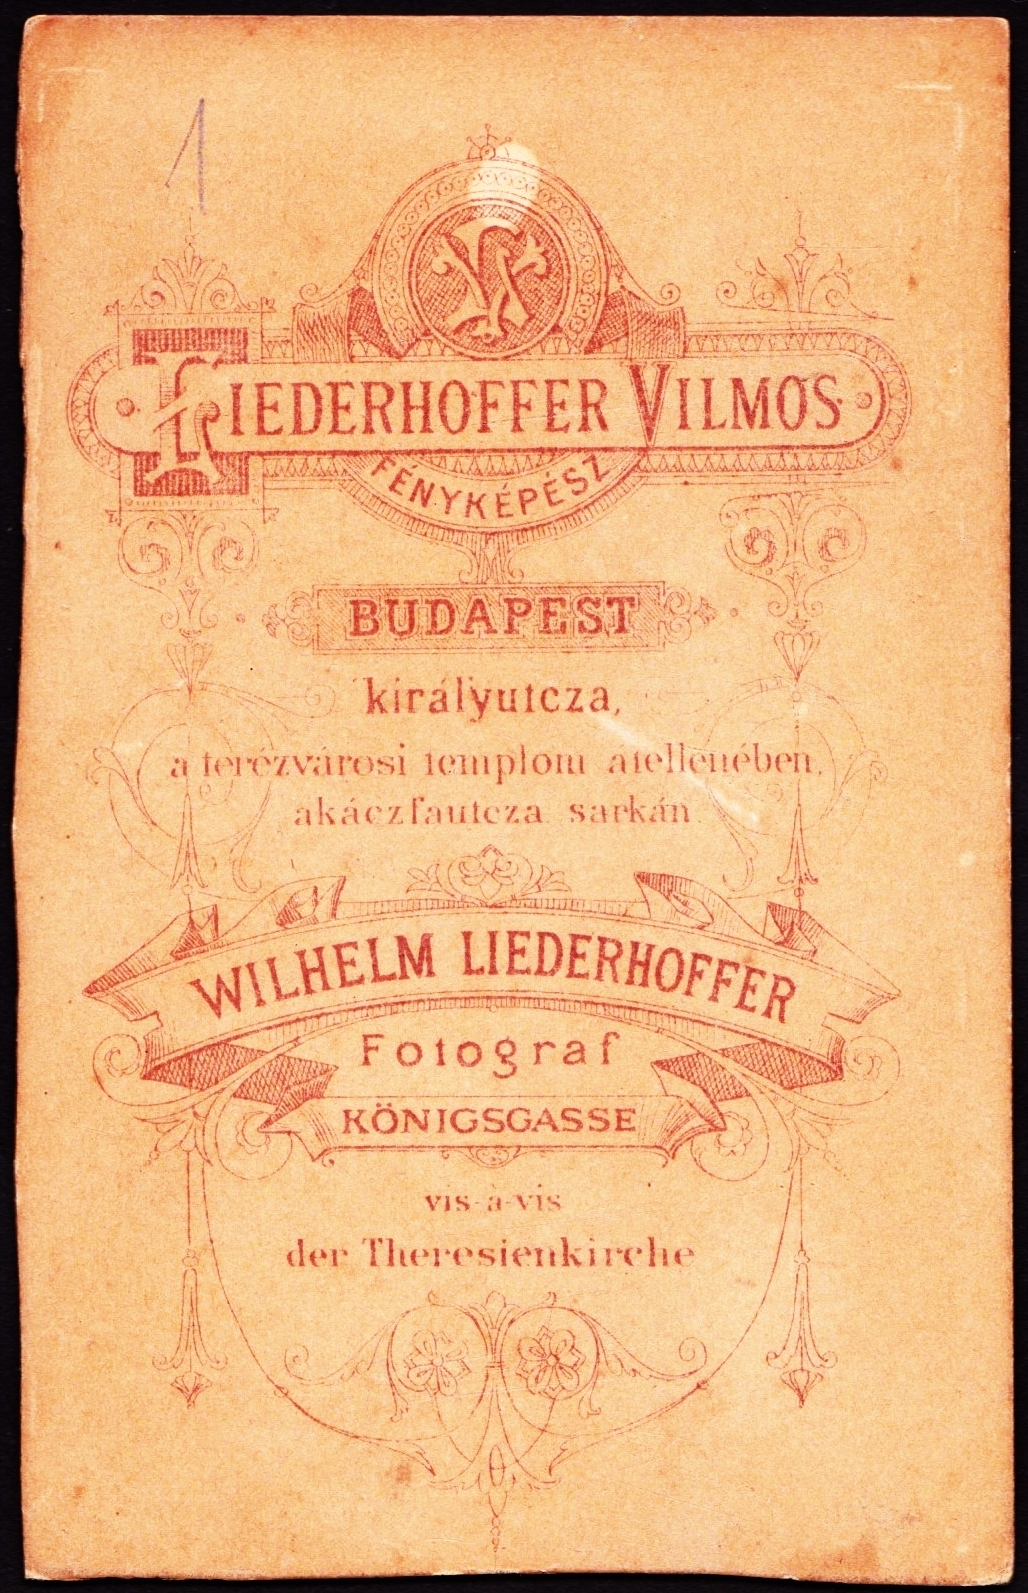 1
LIEDERHOFFER VILMOS
FÉNYKÉPÉSZ
BUDAPEST
királyutcza,
a terézvárosi templom átellenében,
akáczfautcza sarkán.
WILHELM LIEDERHOFFER
Fotograf
KÖNIGSGASSE
vis-à-vis
der Theresienkirche